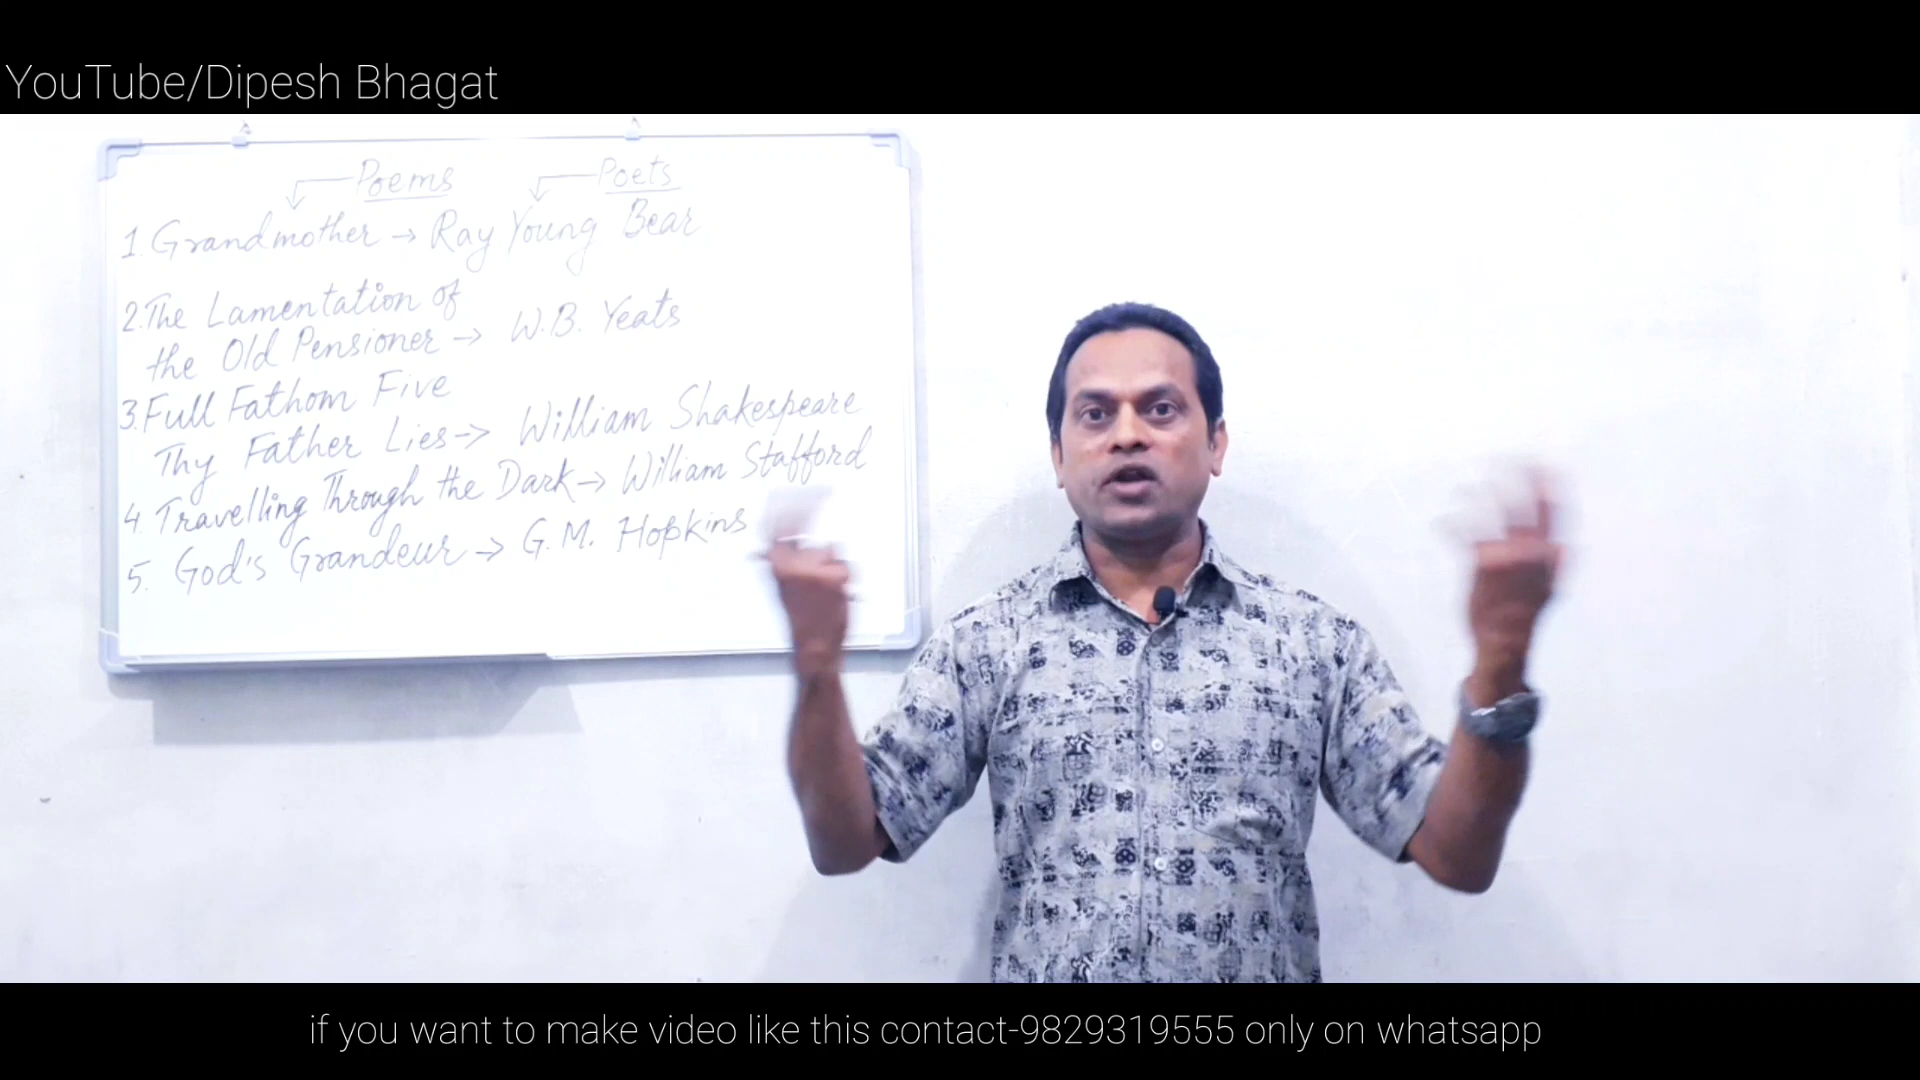 YouTube/Dipesh Bhagat
Poems Poets
1. Grandmother → Ray Young Bear
2. The Lamentation of
the Old Pensioner → W.B. Yeats
3. Full Fathom Five
Thy Father Lies → William Shakespeare
4. Travelling Through the Dark → William Stafford
5. God's Grandeur → G.M. Hopkins
if you want to make video like this contact-9829319555 only on whatsapp